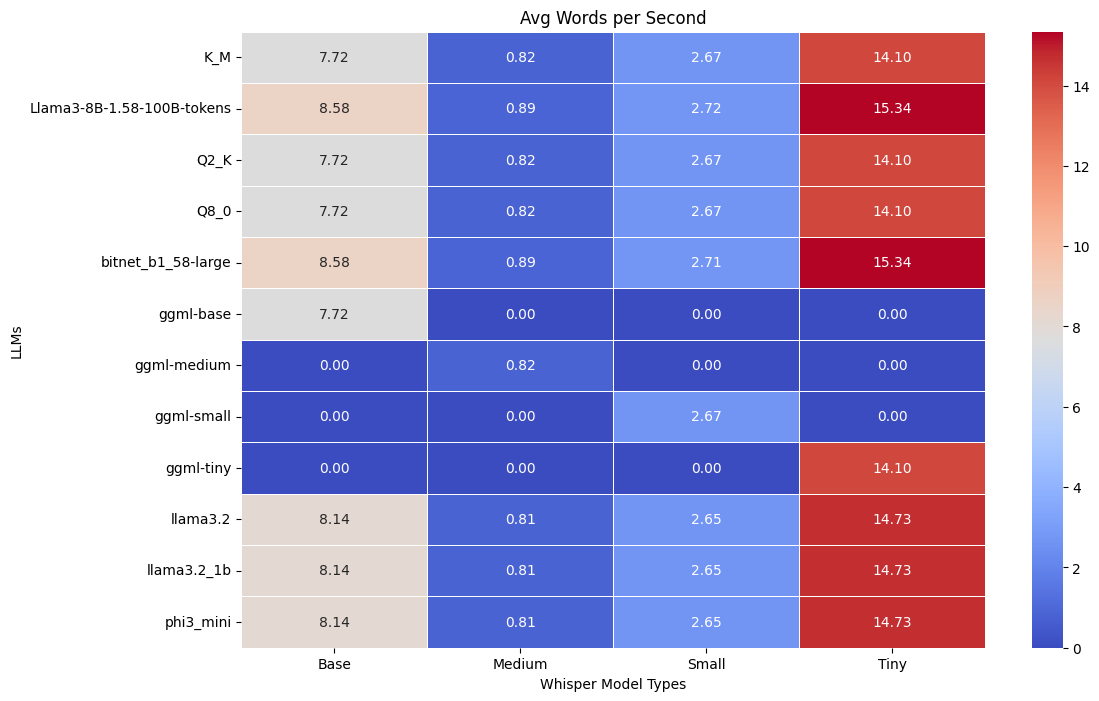 Avg Words per Second
K_M 7.72 0.82 2.67 14.10
Llama3-8B-1.58-100B-tokens 8.58 0.89 2.72 15.34
Q2_K 7.72 0.82 2.67 14.10
Q8_0 7.72 0.82 2.67 14.10
bitnet_b1_58-large 8.58 0.89 2.71 15.34
ggml-base 7.72 0.00 0.00 0.00
ggml-medium 0.00 0.82 0.00 0.00
ggml-small 0.00 0.00 2.67 0.00
ggml-tiny 0.00 0.00 0.00 14.10
llama3.2 8.14 0.81 2.65 14.73
llama3.2_1b 8.14 0.81 2.65 14.73
phi3_mini 8.14 0.81 2.65 14.73
Base Medium Small Tiny
Whisper Model Types
LLMs
14
12
10
8
6
4
2
0